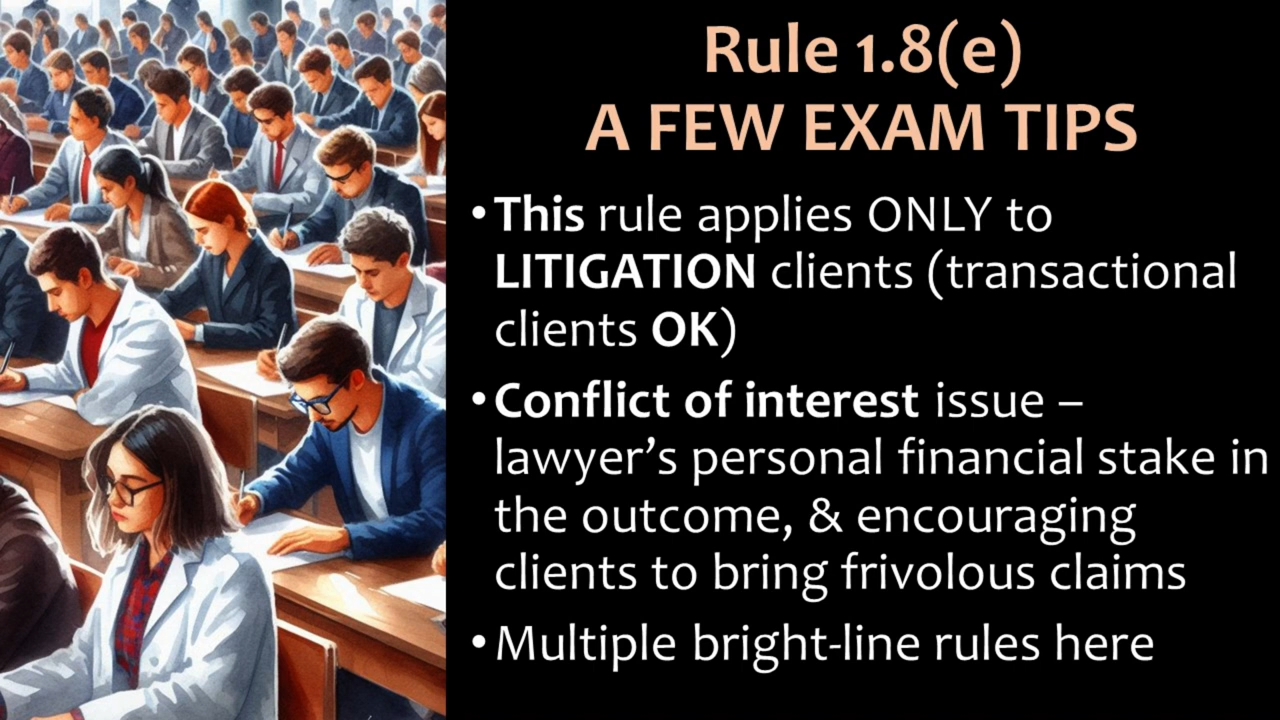 Rule 1.8(e)
A FEW EXAM TIPS
•This rule applies ONLY to
LITIGATION clients (transactional
clients OK)
•Conflict of interest issue –
lawyer’s personal financial stake in
the outcome, & encouraging
clients to bring frivolous claims
•Multiple bright-line rules here